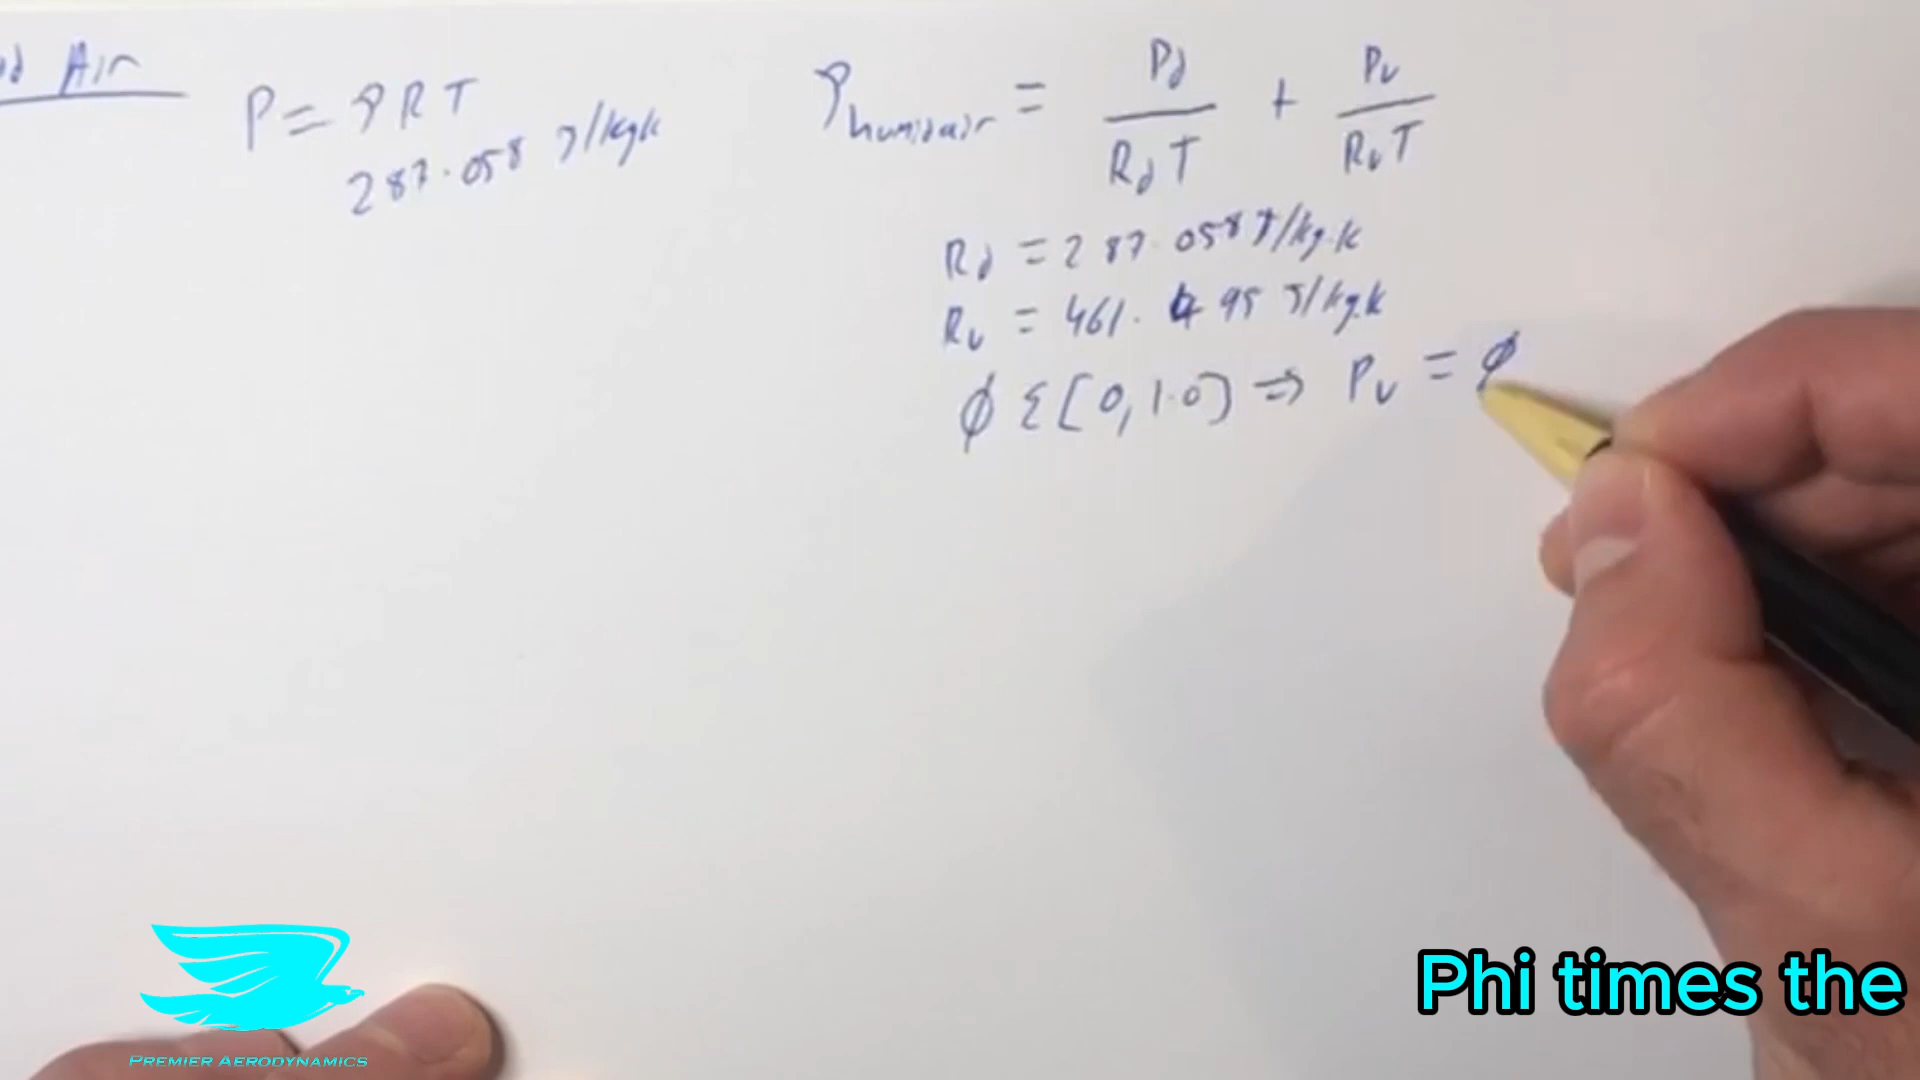 Air
P = ρRT
287.058 J/kgK
ρhumidair = Pd/RdT + Pv/RvT
Rd = 287.058 J/kg.K
Rv = 461.495 J/kg.K
ϕ ε [0, 1.0] ⇒ Pv = ϕ
Phi times the
PREMIER AERODYNAMICS